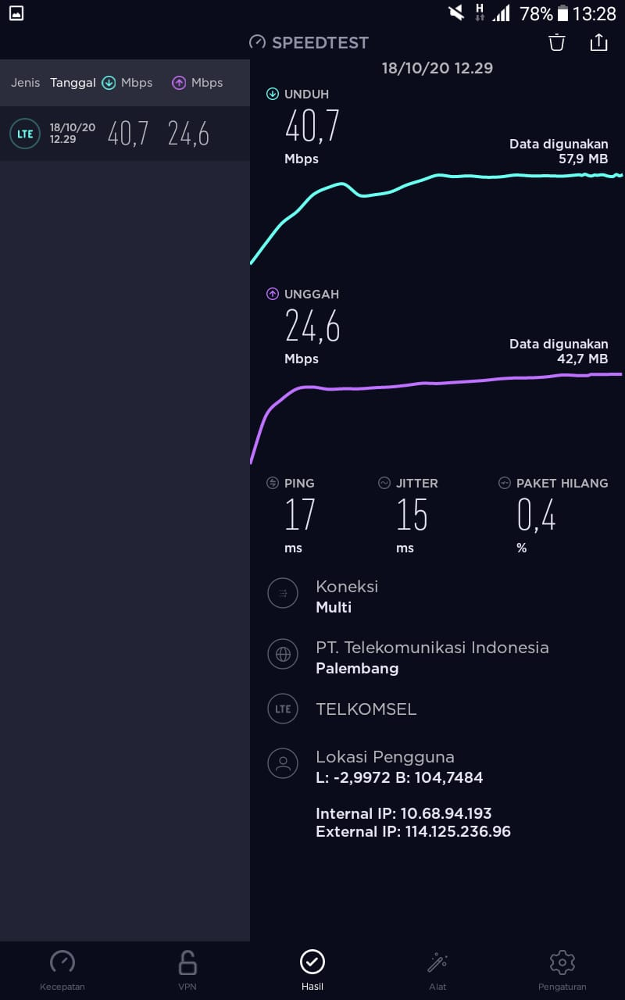 H 78% 13:28
SPEEDTEST
Jenis Tanggal Mbps Mbps
LTE 18/10/20 12.29 40,7 24,6
18/10/20 12.29
UNDUH
40,7
Mbps
Data digunakan
57,9 MB
UNGGAH
24,6
Mbps
Data digunakan
42,7 MB
PING JITTER PAKET HILANG
17 15 0,4
ms ms %
Koneksi
Multi
PT. Telekomunikasi Indonesia
Palembang
LTE TELKOMSEL
Lokasi Pengguna
L: -2,9972 B: 104,7484
Internal IP: 10.68.94.193
External IP: 114.125.236.96
Kecepatan VPN Hasil Alat Pengaturan